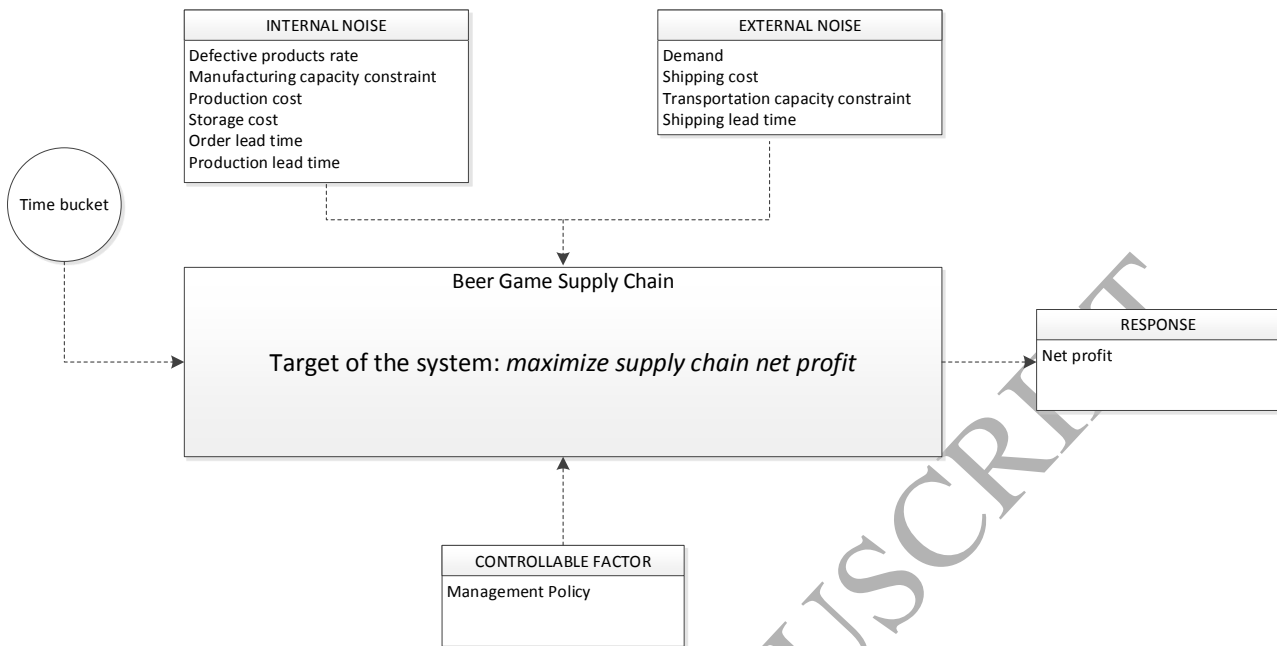 INTERNAL NOISE
Defective products rate
Manufacturing capacity constraint
Production cost
Storage cost
Order lead time
Production lead time
EXTERNAL NOISE
Demand
Shipping cost
Transportation capacity constraint
Shipping lead time
Time bucket
Beer Game Supply Chain
Target of the system: maximize supply chain net profit
RESPONSE
Net profit
CONTROLLABLE FACTOR
Management Policy
USCRIPT